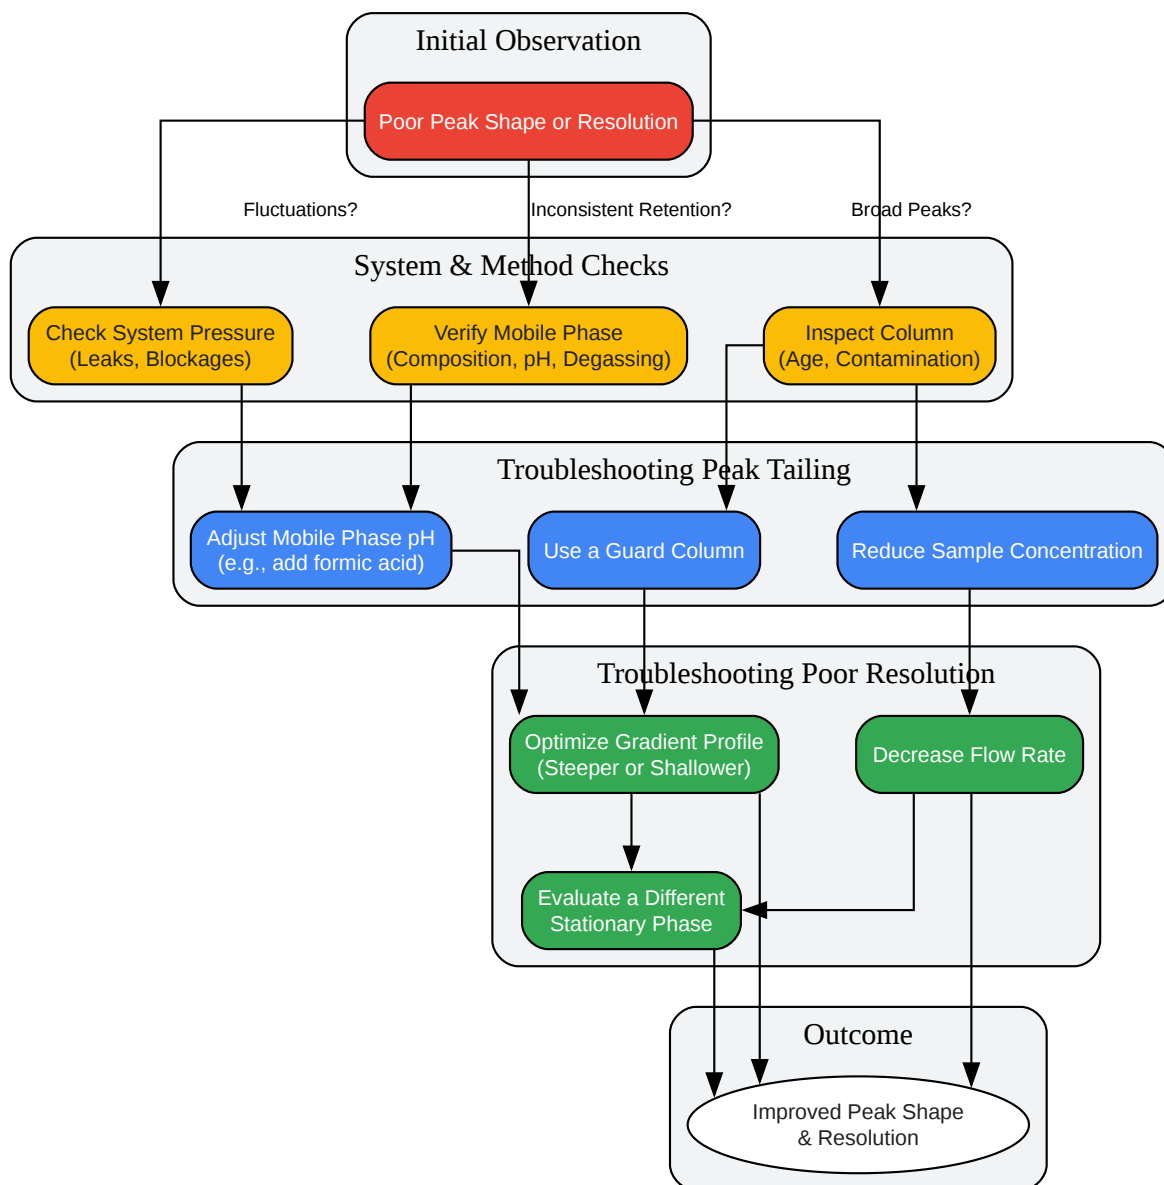 Initial Observation
Poor Peak Shape or Resolution
Fluctuations?
Inconsistent Retention?
Broad Peaks?
System & Method Checks
Check System Pressure
(Leaks, Blockages)
Verify Mobile Phase
(Composition, pH, Degassing)
Inspect Column
(Age, Contamination)
Troubleshooting Peak Tailing
Adjust Mobile Phase pH
(e.g., add formic acid)
Use a Guard Column
Reduce Sample Concentration
Troubleshooting Poor Resolution
Optimize Gradient Profile
(Steeper or Shallower)
Decrease Flow Rate
Evaluate a Different
Stationary Phase
Outcome
Improved Peak Shape
& Resolution